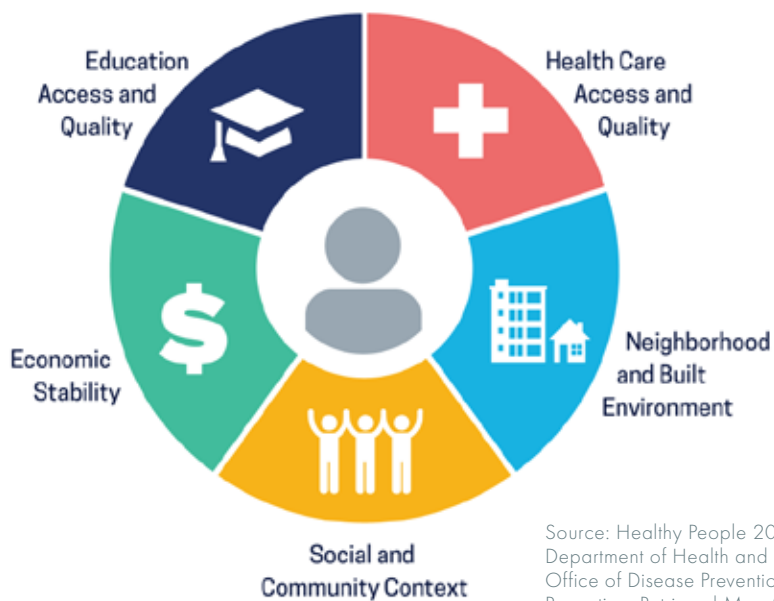 Education
Access and
Quality
Health Care
Access and
Quality
Economic
Stability
Neighborhood
and Built
Environment
Social and
Community Context
Source: Healthy People 20
Department of Health and
Office of Disease Preventio